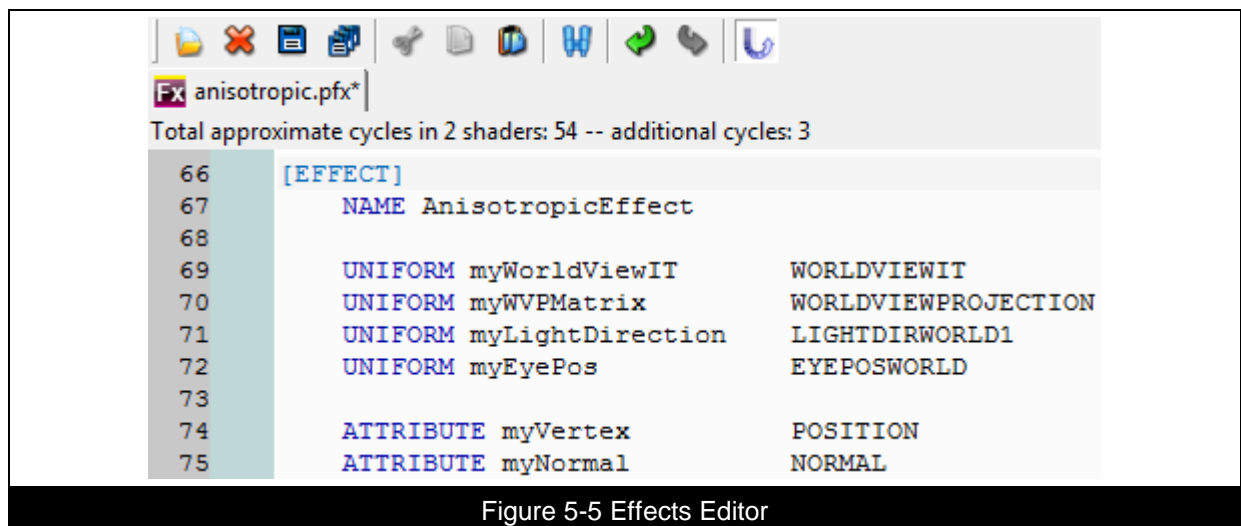 Fx anisotropic.pfx*
Total approximate cycles in 2 shaders: 54 -- additional cycles: 3
66 [EFFECT]
67 NAME AnisotropicEffect
68
69 UNIFORM myWorldViewIT WORLDVIEWIT
70 UNIFORM myWVPMatrix WORLDVIEWPROJECTION
71 UNIFORM myLightDirection LIGHTDIRWORLD1
72 UNIFORM myEyePos EYEPOSWORLD
73
74 ATTRIBUTE myVertex POSITION
75 ATTRIBUTE myNormal NORMAL
Figure 5-5 Effects Editor